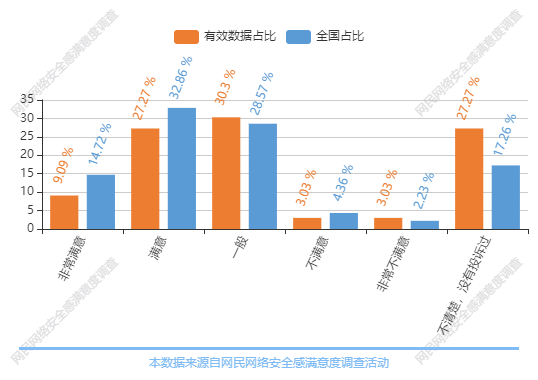 网民网络安全感满意度调查
网民网络安全感满意度调查
有效数据占比 全国占比
35
30
25
20
15
10
5
0
9.09 % 14.72 % 27.27 % 32.86 % 30.3 % 28.57 % 3.03 % 4.36 % 3.03 % 2.23 % 27.27 % 17.26 %
非常满意 满意 一般 不满意 非常不满意 不清楚，没有投诉过
网民网络安全感满意度调查
网民网络安全感满意度调查
本数据来源自网民网络安全感满意度调查活动